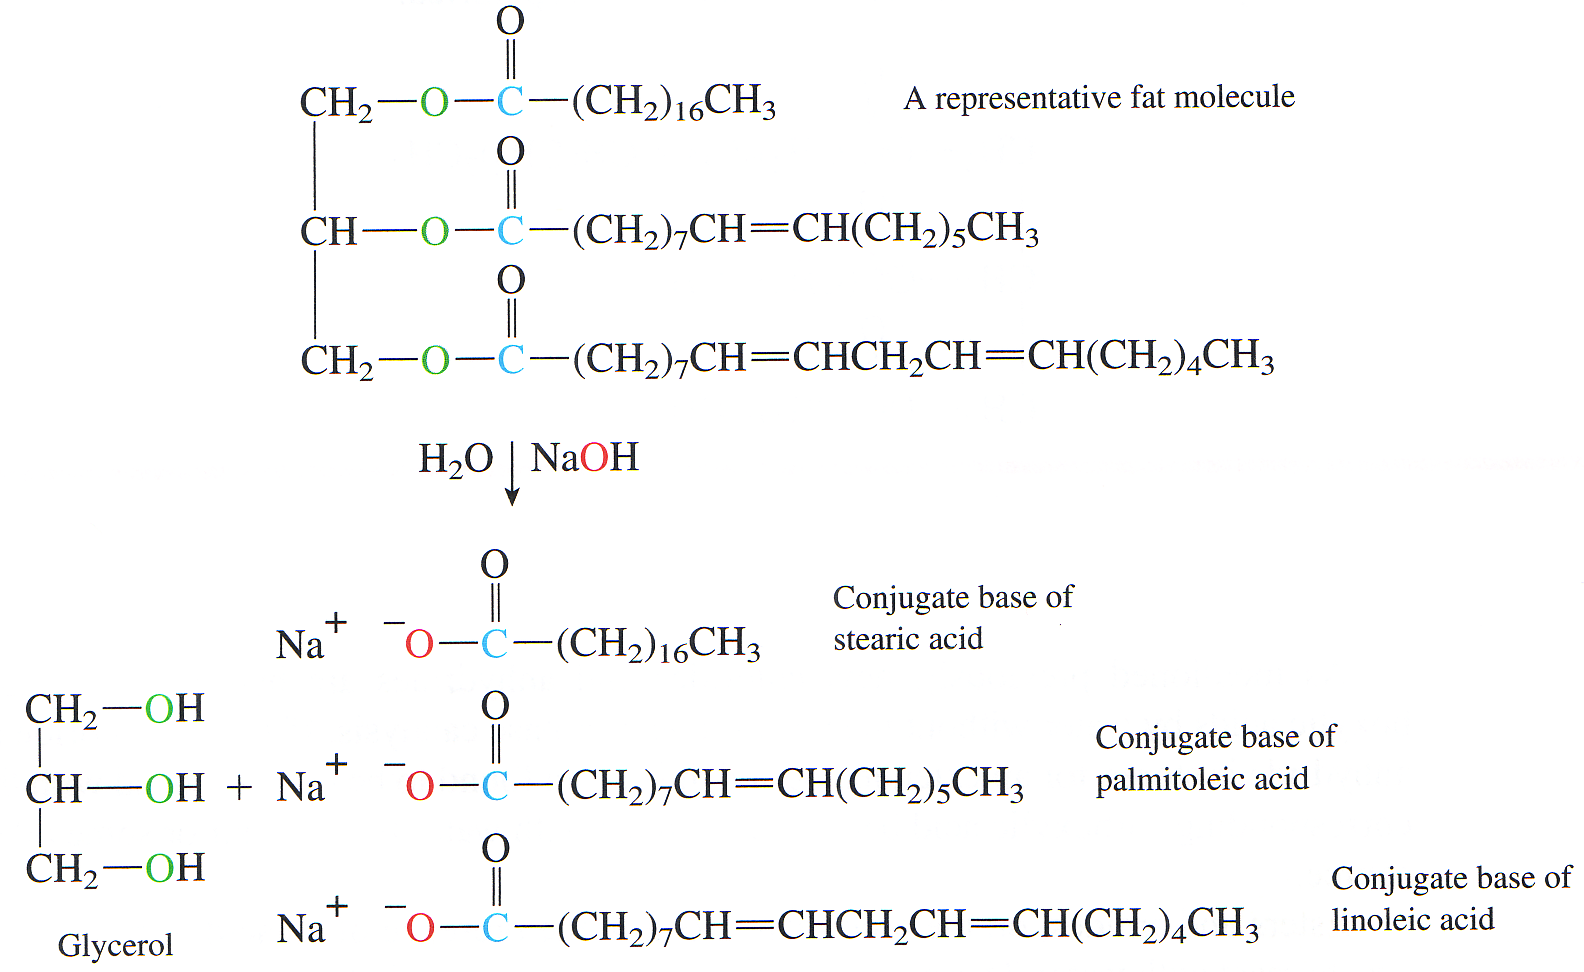 O
||
CH₂—O—C—(CH₂)₁₆CH₃ A representative fat molecule
O
||
CH—O—C—(CH₂)₇CH=CH(CH₂)₅CH₃
O
||
CH₂—O—C—(CH₂)₇CH=CHCH₂CH=CH(CH₂)₄CH₃
H₂O NaOH
O
||
Na⁺ ⁻O—C—(CH₂)₁₆CH₃
Conjugate base of
stearic acid
CH₂—OH
O
||
CH—OH + Na⁺ ⁻O—C—(CH₂)₇CH=CH(CH₂)₅CH₃
Conjugate base of
palmitoleic acid
CH₂—OH
O
||
Na⁺ ⁻O—C—(CH₂)₇CH=CHCH₂CH=CH(CH₂)₄CH₃
Conjugate base of
linoleic acid
Glycerol